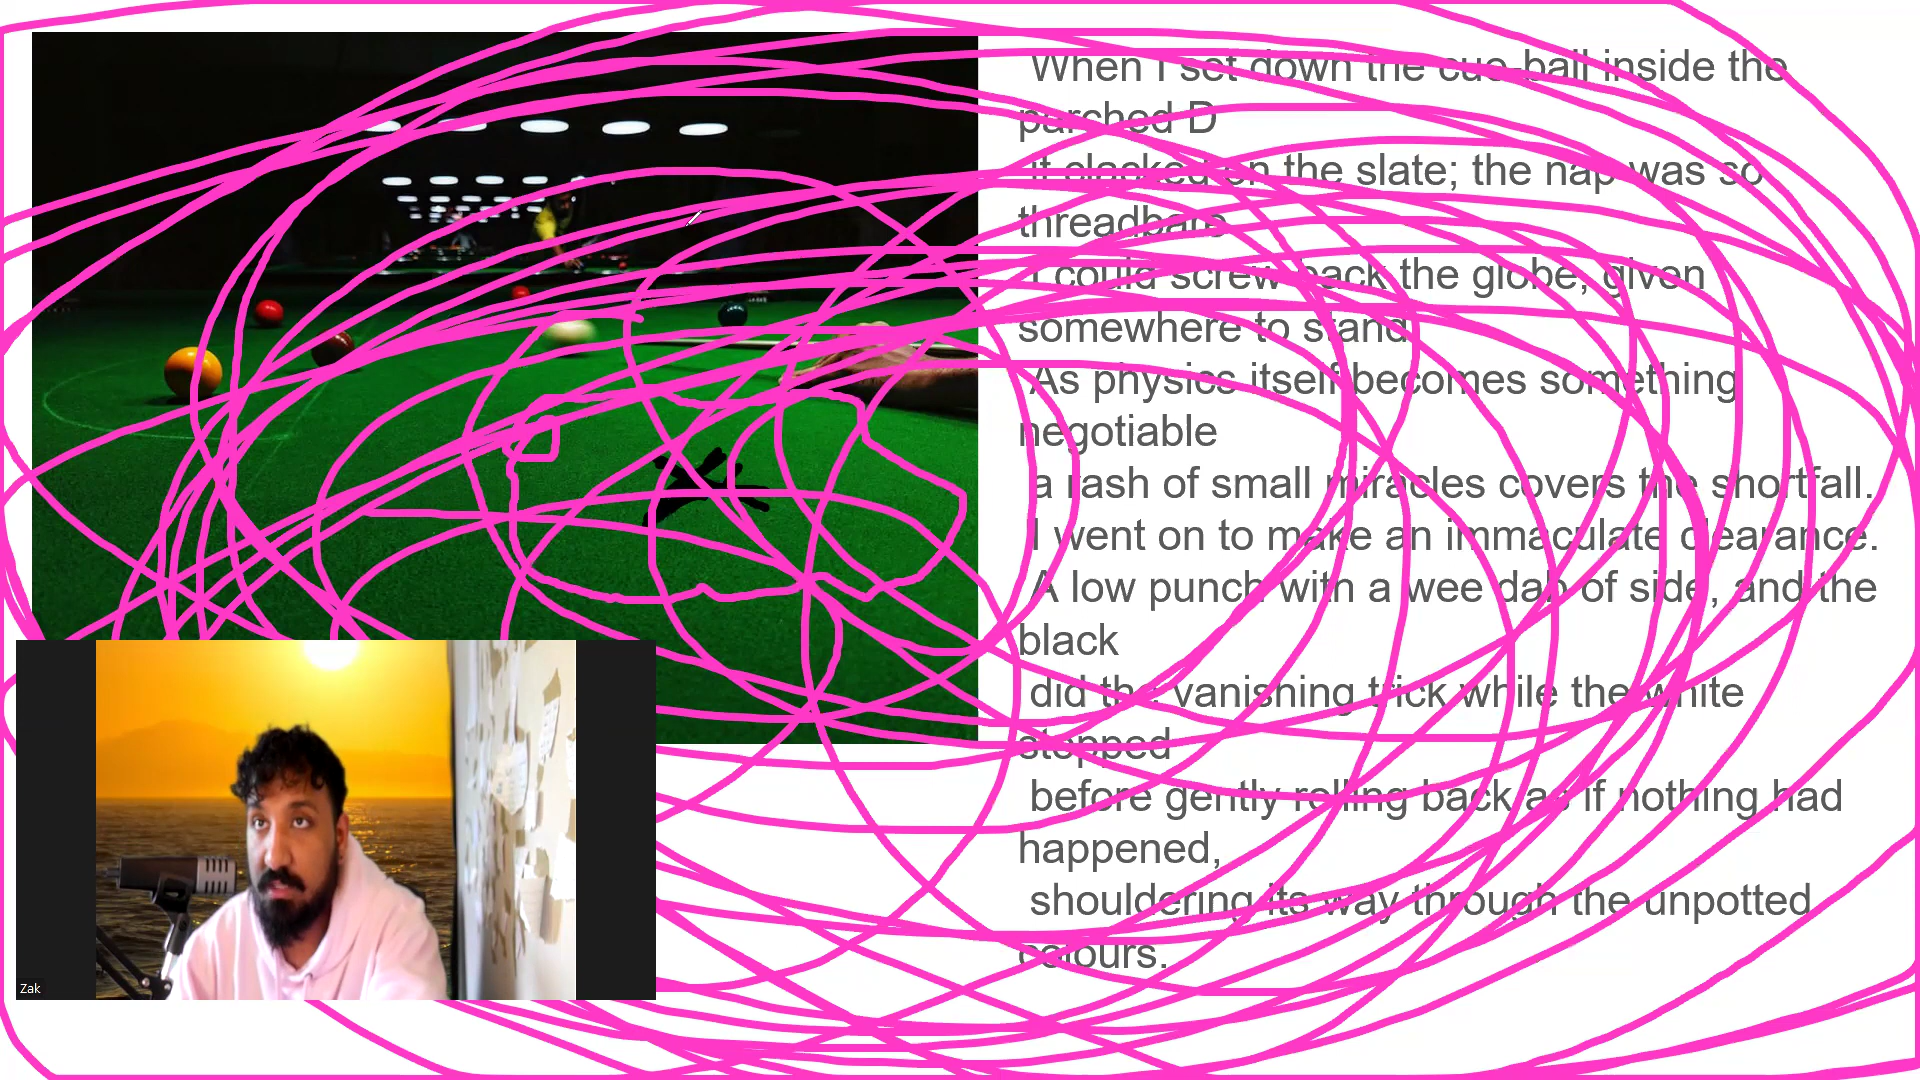 When I set down the cue-ball inside the
parched D
it clacked on the slate; the nap was so
threadbare
I could screw back the globe, given
somewhere to stand.
As physics itself becomes something
negotiable
a rash of small miracles covers the shortfall.
I went on to make an immaculate clearance.
A low punch with a wee dab of side, and the
black
did the vanishing trick while the white
stopped
before gently rolling back as if nothing had
happened,
shouldering its way through the unpotted
colours.
Zak